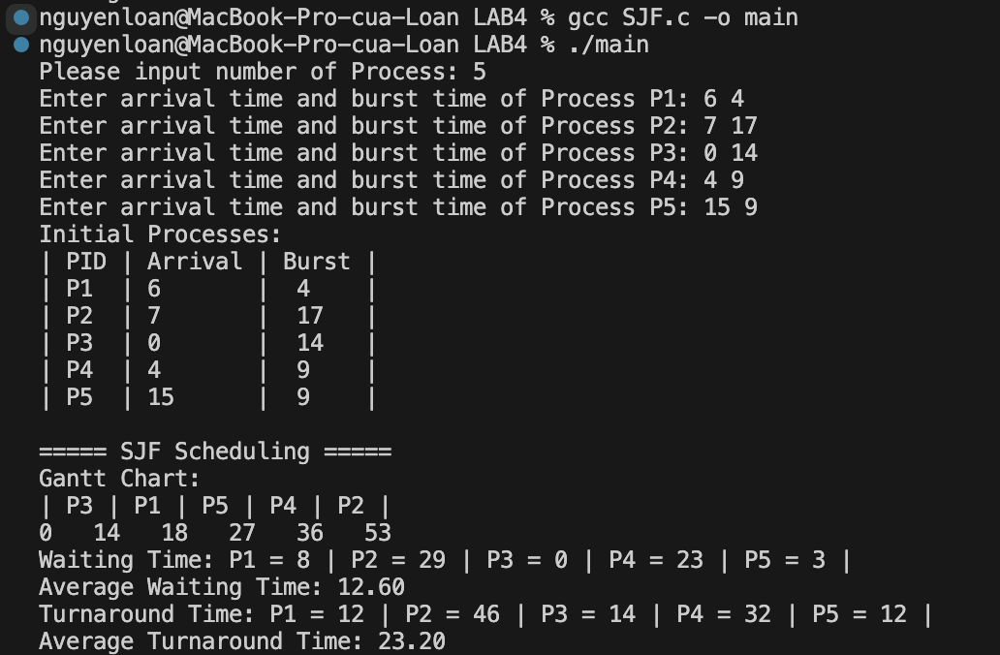 nguyenloan@MacBook-Pro-cua-Loan LAB4 % gcc SJF.c -o main
nguyenloan@MacBook-Pro-cua-Loan LAB4 % ./main
Please input number of Process: 5
Enter arrival time and burst time of Process P1: 6 4
Enter arrival time and burst time of Process P2: 7 17
Enter arrival time and burst time of Process P3: 0 14
Enter arrival time and burst time of Process P4: 4 9
Enter arrival time and burst time of Process P5: 15 9
Initial Processes:
| PID | Arrival | Burst |
| P1  | 6       |  4    |
| P2  | 7       |  17   |
| P3  | 0       |  14   |
| P4  | 4       |  9    |
| P5  | 15      |  9    |
===== SJF Scheduling =====
Gantt Chart:
| P3 | P1 | P5 | P4 | P2 |
0   14   18   27   36   53
Waiting Time: P1 = 8 | P2 = 29 | P3 = 0 | P4 = 23 | P5 = 3 |
Average Waiting Time: 12.60
Turnaround Time: P1 = 12 | P2 = 46 | P3 = 14 | P4 = 32 | P5 = 12 |
Average Turnaround Time: 23.20